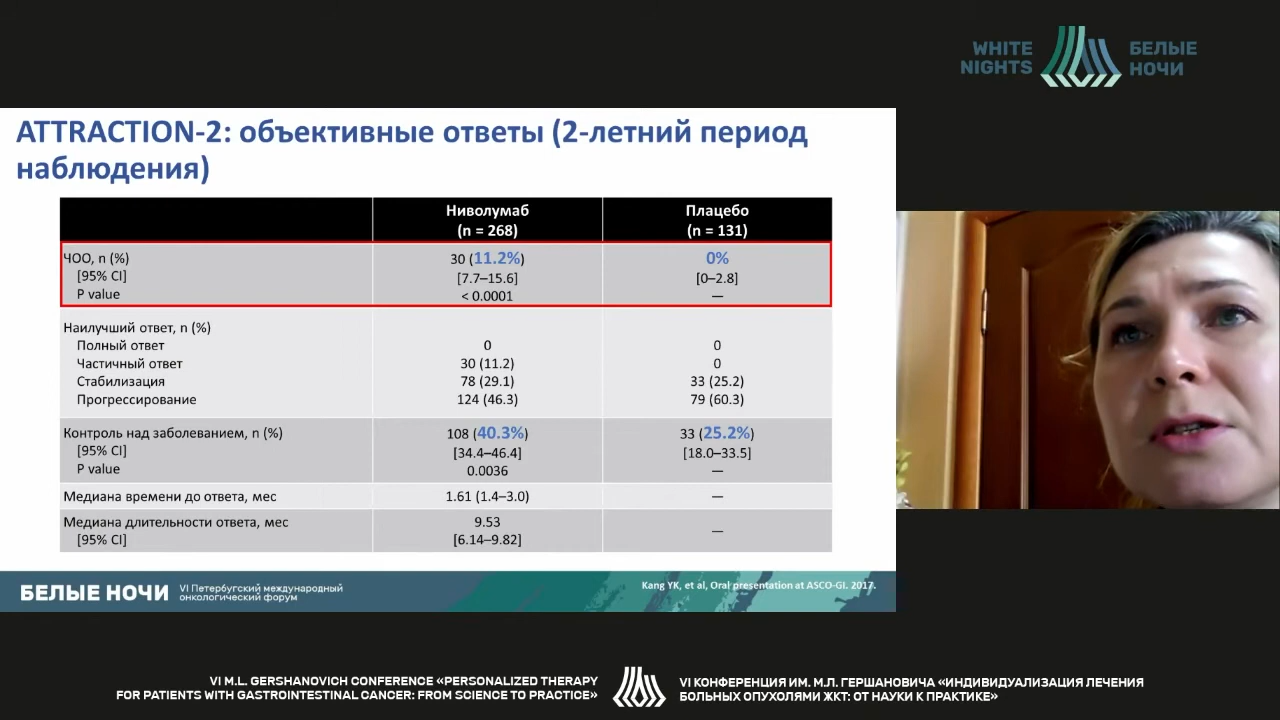 WHITE
NIGHTS
БЕЛЫЕ
НОЧИ
ATTRACTION-2: объективные ответы (2-летний период
наблюдения)
Ниволумаб
(n = 268)
Плацебо
(n = 131)
ЧОО, n (%)
[95% CI]
P value
30 (11.2%)
[7.7–15.6]
< 0.0001
0%
[0–2.8]
—
Наилучший ответ, n (%)
Полный ответ
Частичный ответ
Стабилизация
Прогрессирование
0
30 (11.2)
78 (29.1)
124 (46.3)
0
0
33 (25.2)
79 (60.3)
Контроль над заболеванием, n (%)
[95% CI]
P value
108 (40.3%)
[34.4–46.4]
0.0036
33 (25.2%)
[18.0–33.5]
—
Медиана времени до ответа, мес
1.61 (1.4–3.0)
—
Медиана длительности ответа, мес
[95% CI]
9.53
[6.14–9.82]
—
БЕЛЫЕ НОЧИ
VI Петербугский международный
онкологический форум
Kang YK, et al, Oral presentation at ASCO-GI. 2017.
VI M.L. GERSHANOVICH CONFERENCE «PERSONALIZED THERAPY
FOR PATIENTS WITH GASTROINTESTINAL CANCER: FROM SCIENCE TO PRACTICE»
VI КОНФЕРЕНЦИЯ ИМ. М.Л. ГЕРШАНОВИЧА «ИНДИВИДУАЛИЗАЦИЯ ЛЕЧЕНИЯ
БОЛЬНЫХ ОПУХОЛЯМИ ЖКТ: ОТ НАУКИ К ПРАКТИКЕ»